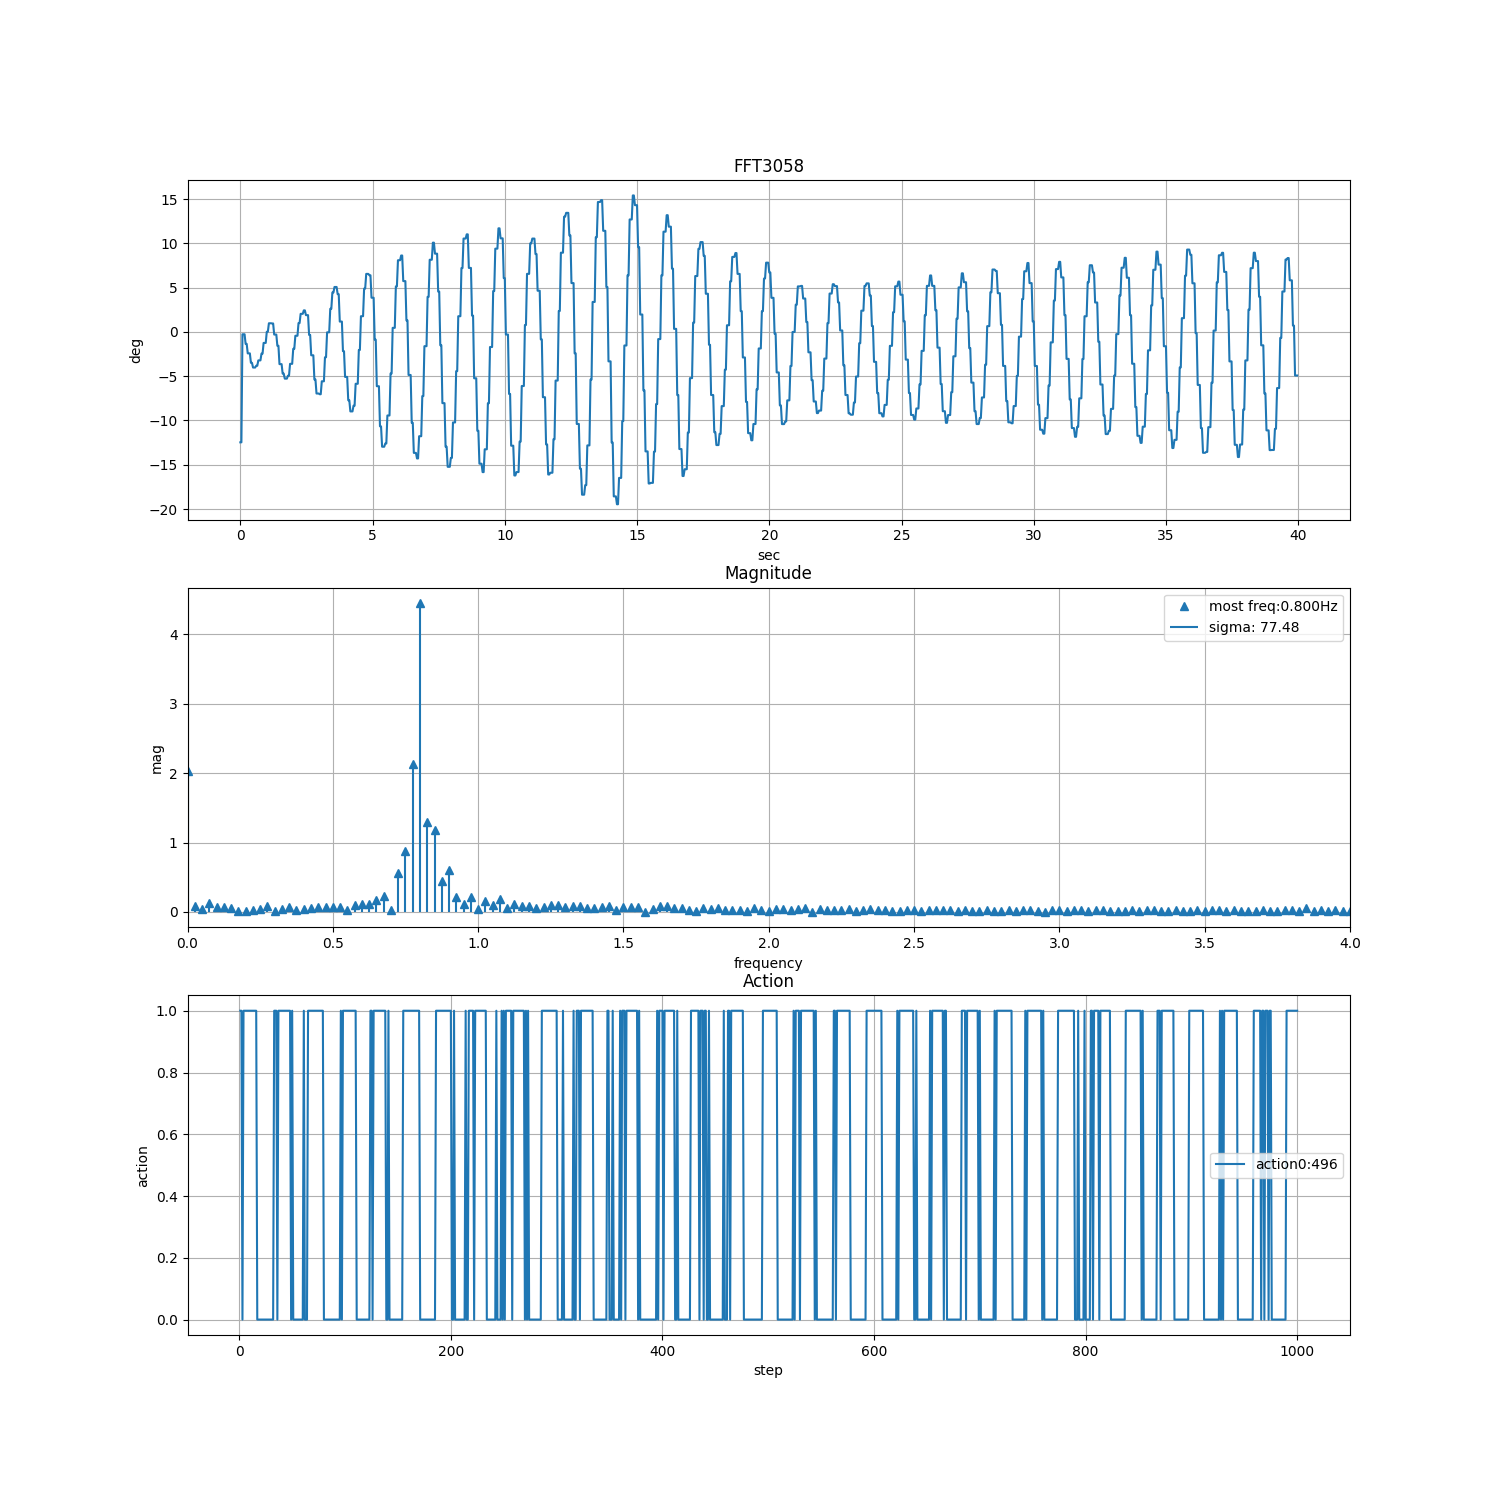 FFT3058
15
10
5
0
−5
−10
−15
−20
deg
0 5 10 15 20 25 30 35 40
sec
Magnitude
most freq:0.800Hz
sigma: 77.48
4
3
2
1
0
mag
0.0 0.5 1.0 1.5 2.0 2.5 3.0 3.5 4.0
frequency
Action
1.0
0.8
0.6
0.4
0.2
0.0
action
action0:496
0 200 400 600 800 1000
step